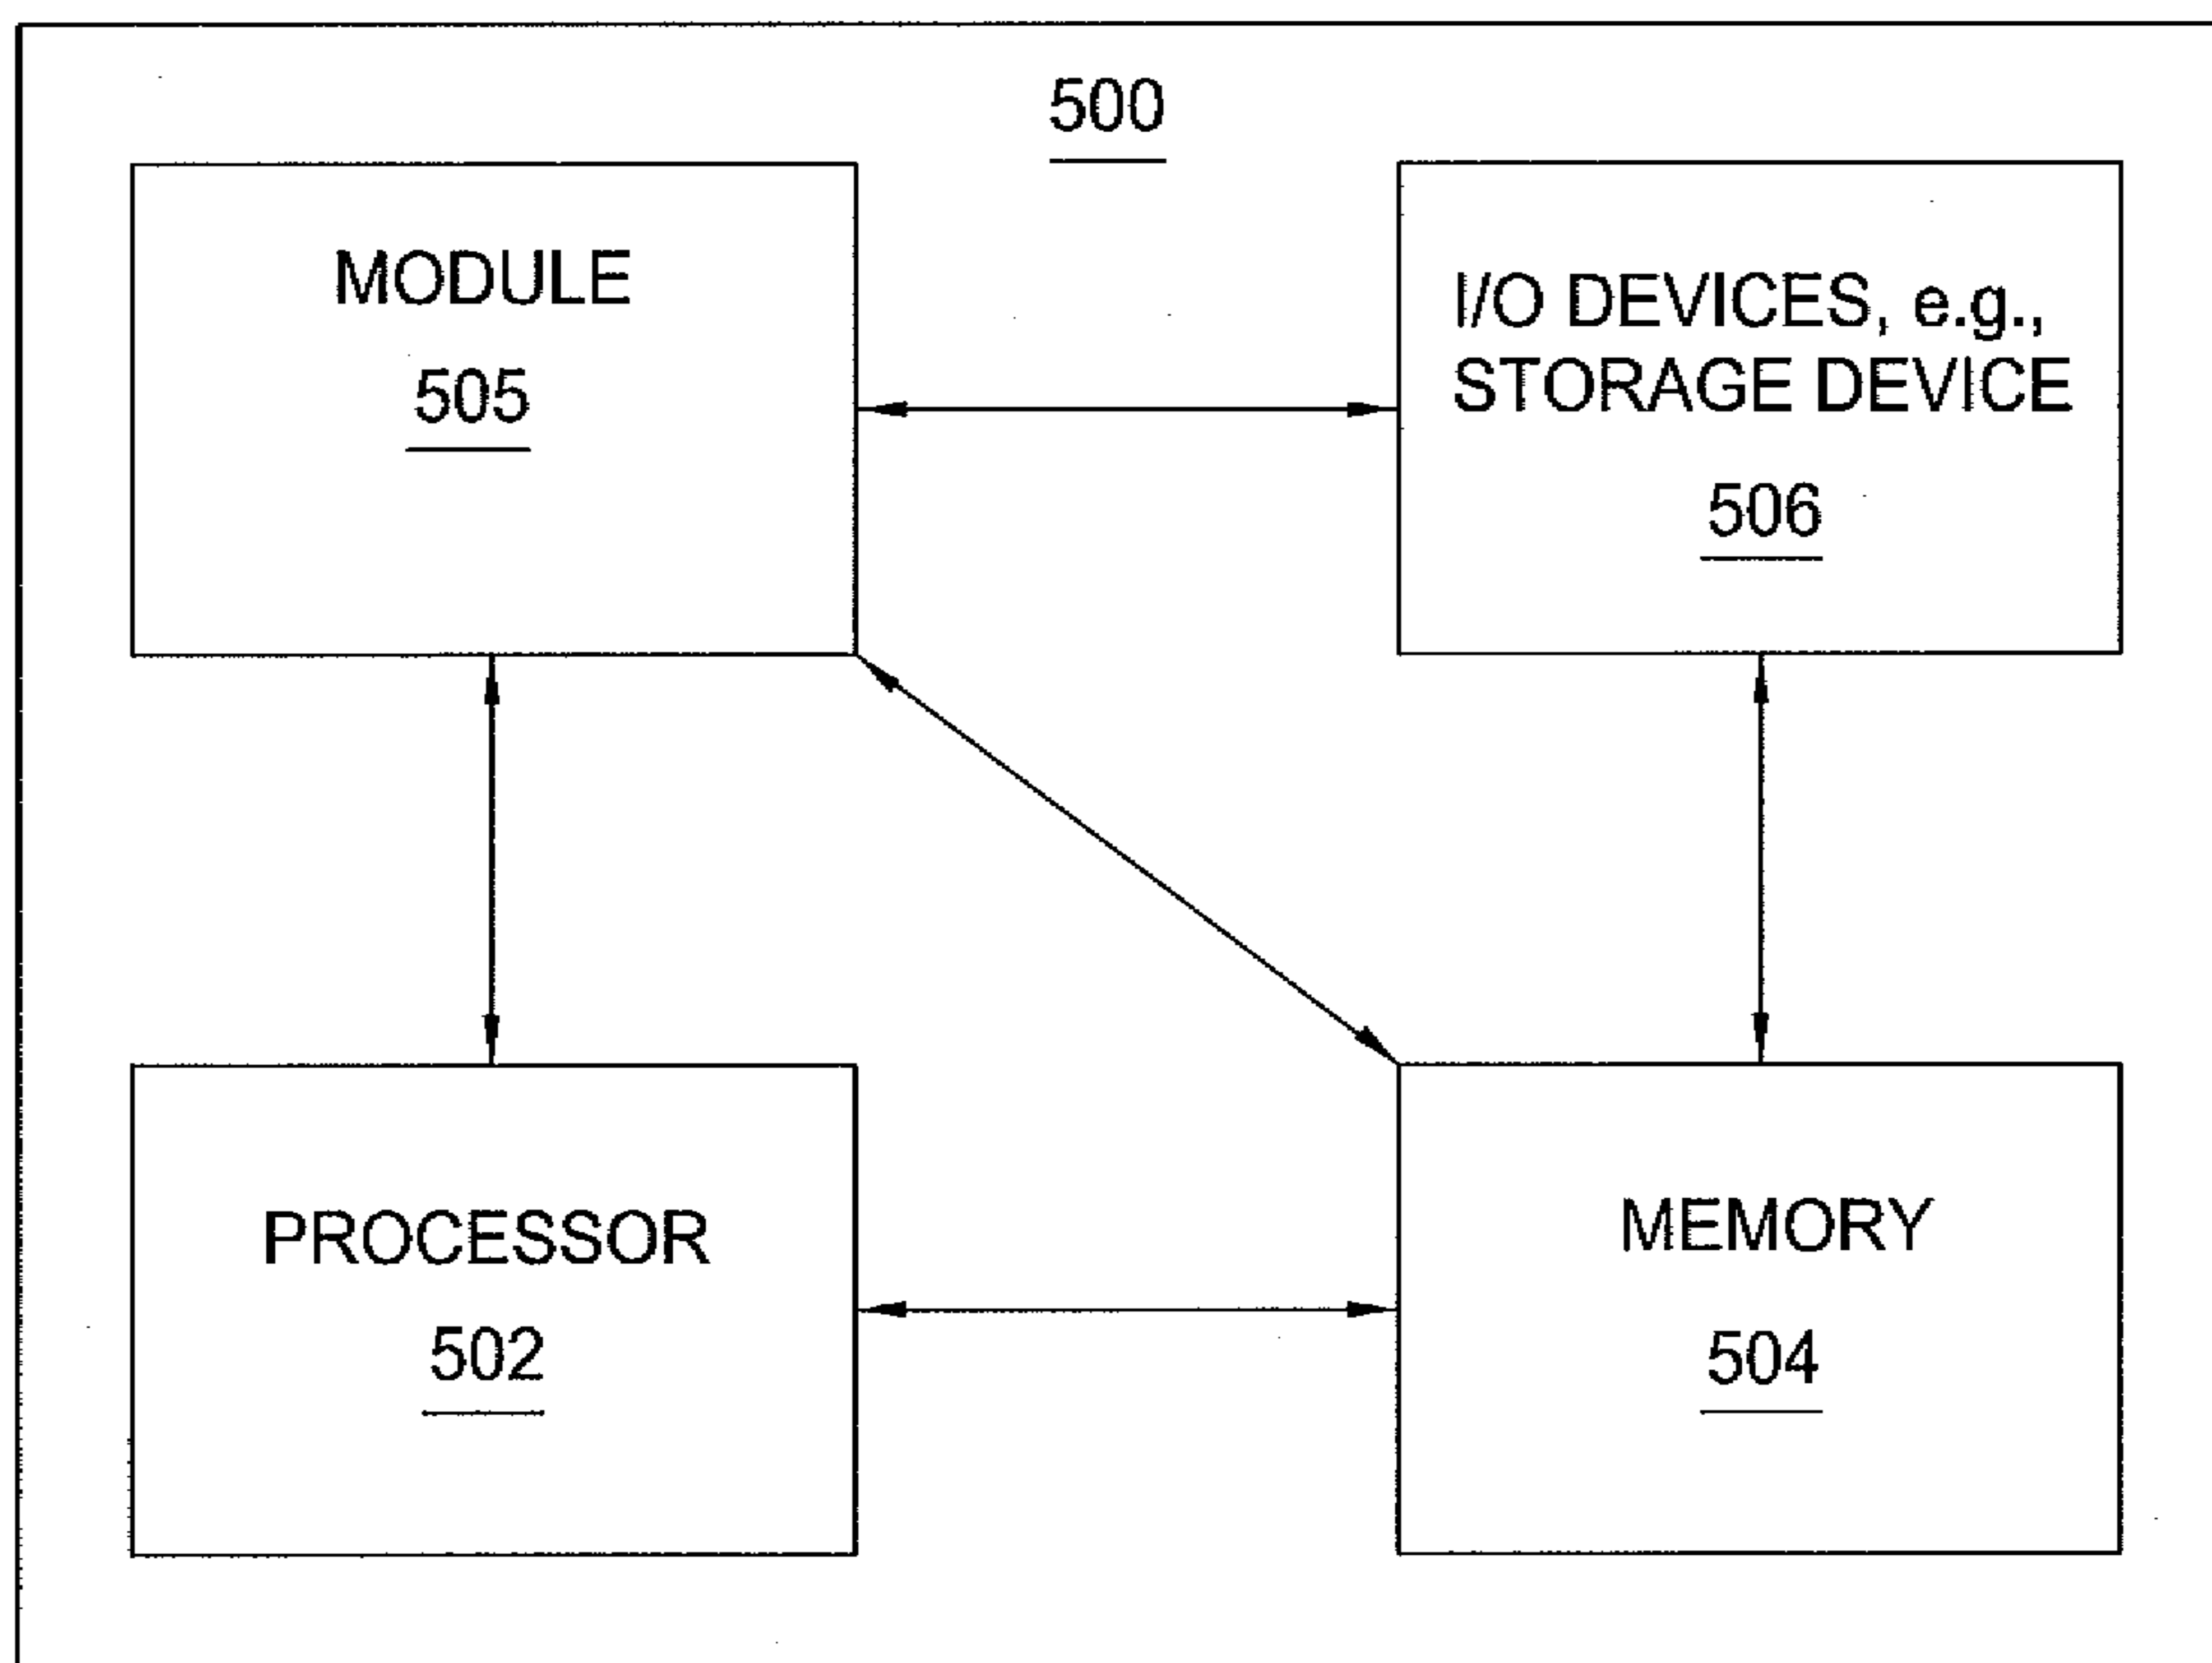 500
MODULE
505
I/O DEVICES, e.g.,
STORAGE DEVICE
506
PROCESSOR
502
MEMORY
504